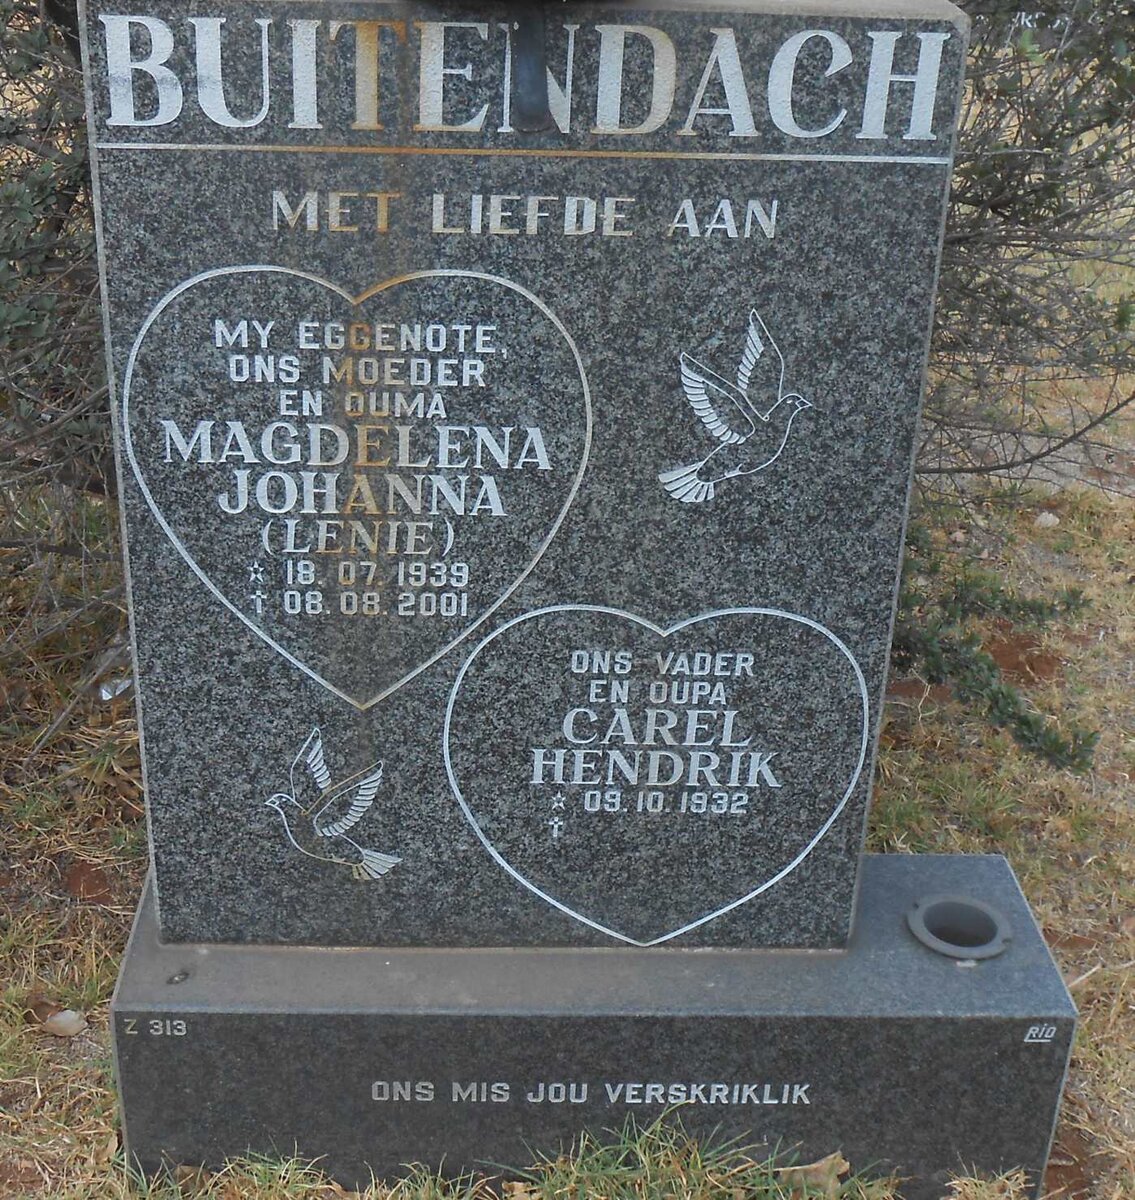 BUITENDACH
MET LIEFDE AAN
MY EGGENOTE,
ONS MOEDER
EN OUMA
MAGDELENA
JOHANNA
(LENIE)
☆ 18. 07. 1939
† 08. 08. 2001
ONS VADER
EN OUPA
CAREL
HENDRIK
☆ 09. 10. 1932
†
Z 313
RIO
ONS MIS JOU VERSKRIKLIK